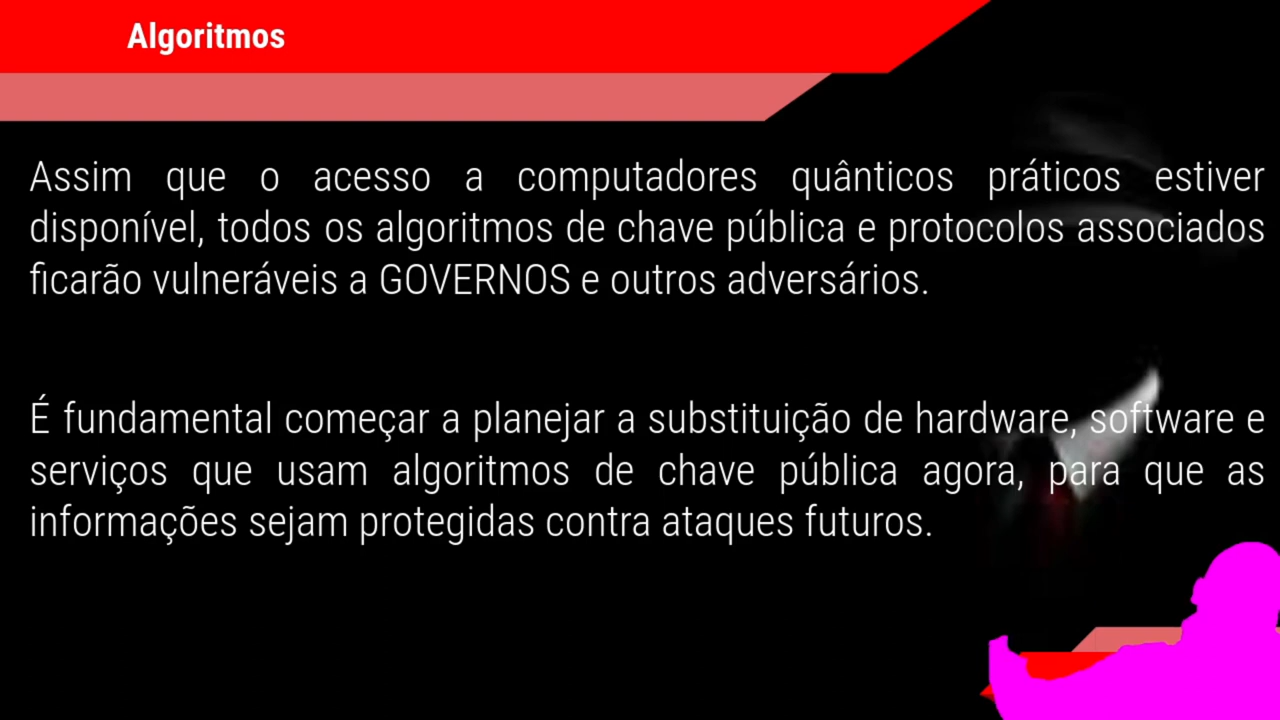 Algoritmos
Assim que o acesso a computadores quânticos práticos estiver
disponível, todos os algoritmos de chave pública e protocolos associados
ficarão vulneráveis a GOVERNOS e outros adversários.
É fundamental começar a planejar a substituição de hardware, software e
serviços que usam algoritmos de chave pública agora, para que as
informações sejam protegidas contra ataques futuros.